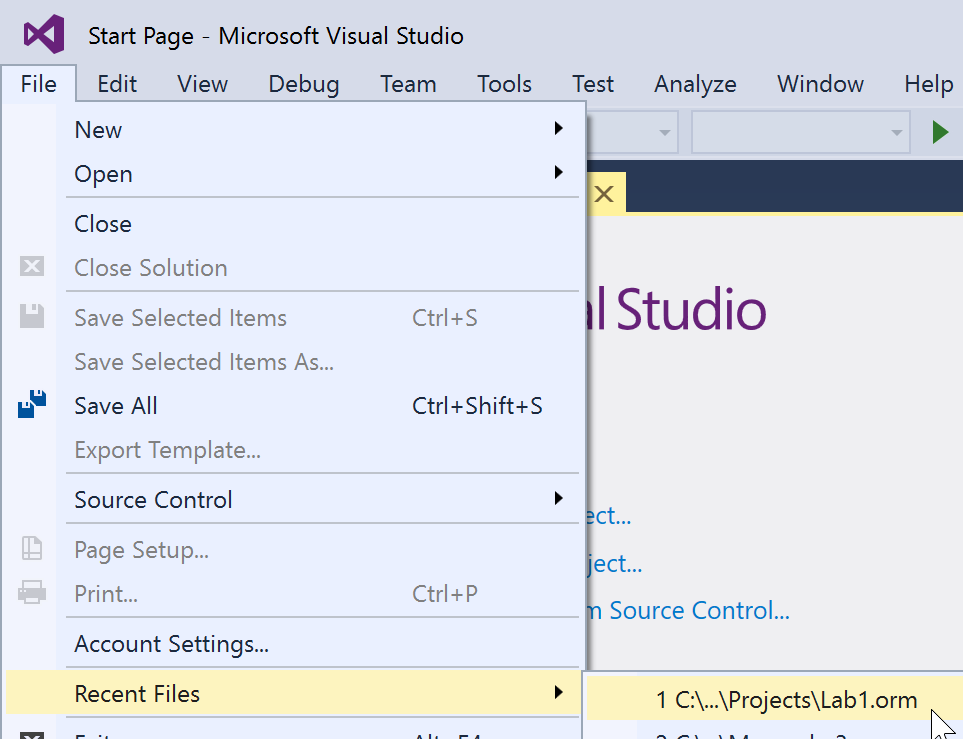 Start Page - Microsoft Visual Studio
File Edit View Debug Team Tools Test Analyze Window Help
New
Open
Close
Close Solution
al Studio
Save Selected Items Ctrl+S
Save Selected Items As...
Save All Ctrl+Shift+S
Export Template...
Source Control
ect...
Page Setup...
ject...
Print... Ctrl+P
m Source Control...
Account Settings...
Recent Files
1 C:\...\Projects\Lab1.orm